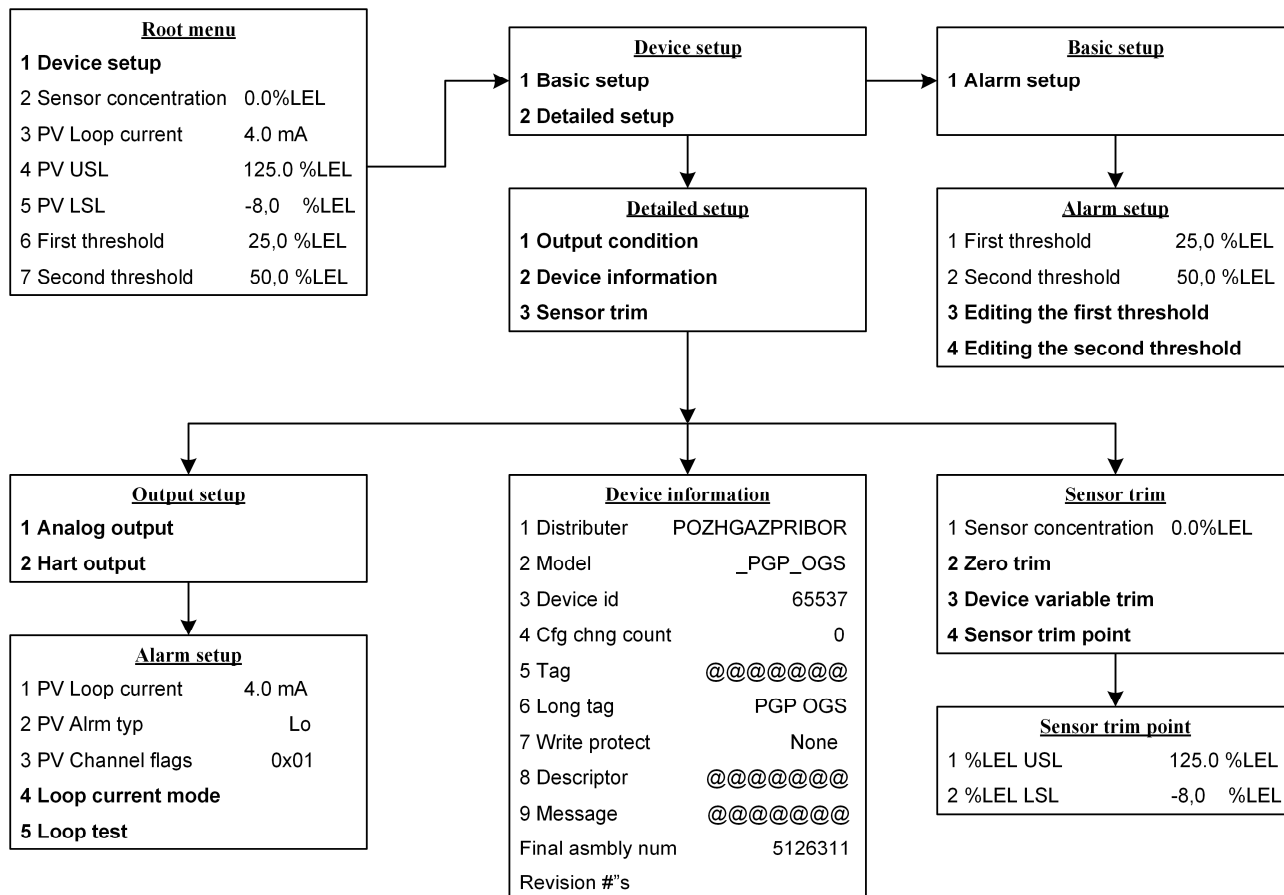 Root menu
1 Device setup
2 Sensor concentration 0.0%LEL
3 PV Loop current 4.0 mA
4 PV USL 125.0 %LEL
5 PV LSL -8,0 %LEL
6 First threshold 25,0 %LEL
7 Second threshold 50,0 %LEL
Device setup
1 Basic setup
2 Detailed setup
Basic setup
1 Alarm setup
Detailed setup
1 Output condition
2 Device information
3 Sensor trim
Alarm setup
1 First threshold 25,0 %LEL
2 Second threshold 50,0 %LEL
3 Editing the first threshold
4 Editing the second threshold
Output setup
1 Analog output
2 Hart output
Alarm setup
1 PV Loop current 4.0 mA
2 PV Alrm typ Lo
3 PV Channel flags 0x01
4 Loop current mode
5 Loop test
Device information
1 Distributer POZHGAZPRIBOR
2 Model _PGP_OGS
3 Device id 65537
4 Cfg chng count 0
5 Tag @@@@@@@
6 Long tag PGP OGS
7 Write protect None
8 Descriptor @@@@@@@
9 Message @@@@@@@
Final asmbly num 5126311
Revision #"s
Sensor trim
1 Sensor concentration 0.0%LEL
2 Zero trim
3 Device variable trim
4 Sensor trim point
Sensor trim point
1 %LEL USL 125.0 %LEL
2 %LEL LSL -8,0 %LEL